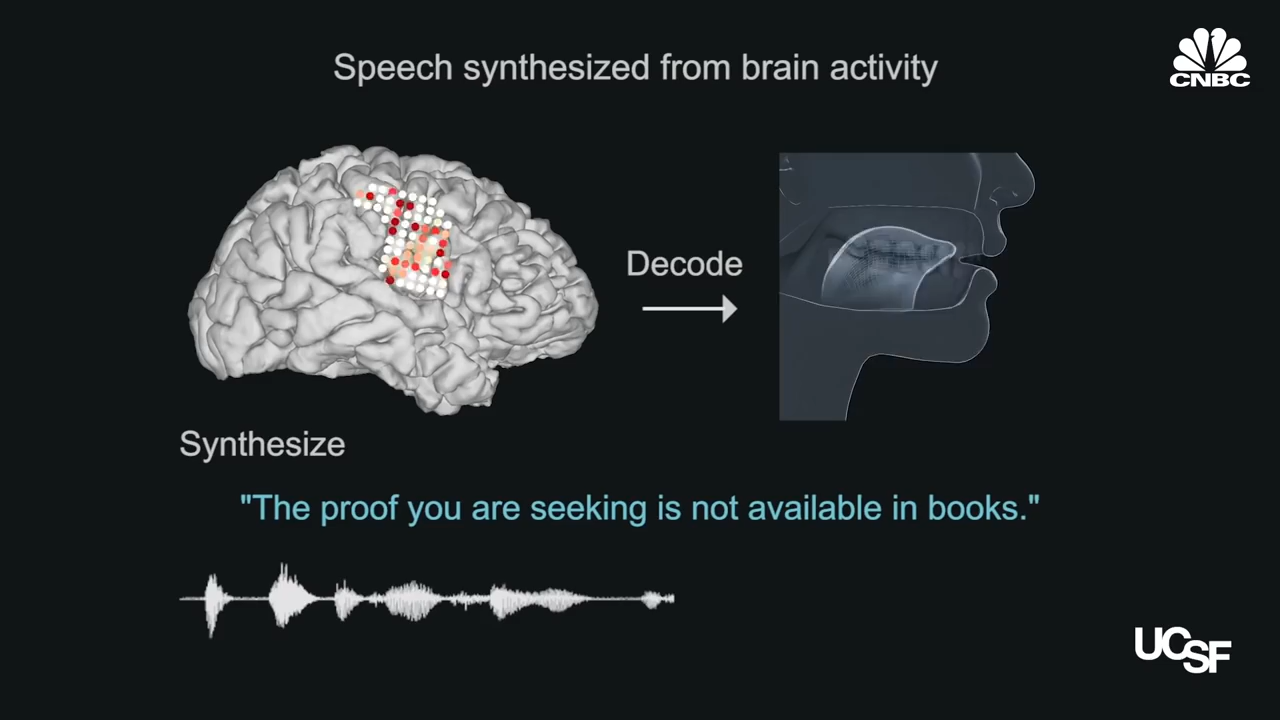 Speech synthesized from brain activity
CNBC
Decode
Synthesize
"The proof you are seeking is not available in books."
UCSF